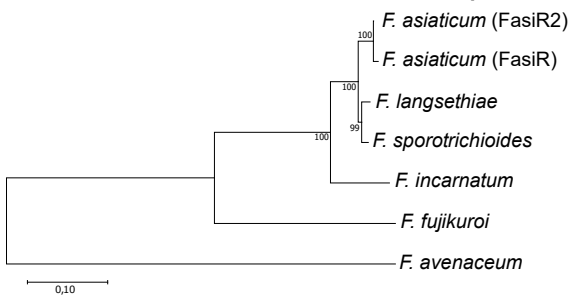 F. asiaticum (FasiR2)
100
F. asiaticum (FasiR)
100
F. langsethiae
99
100
F. sporotrichioides
F. incarnatum
F. fujikuroi
F. avenaceum
0,10